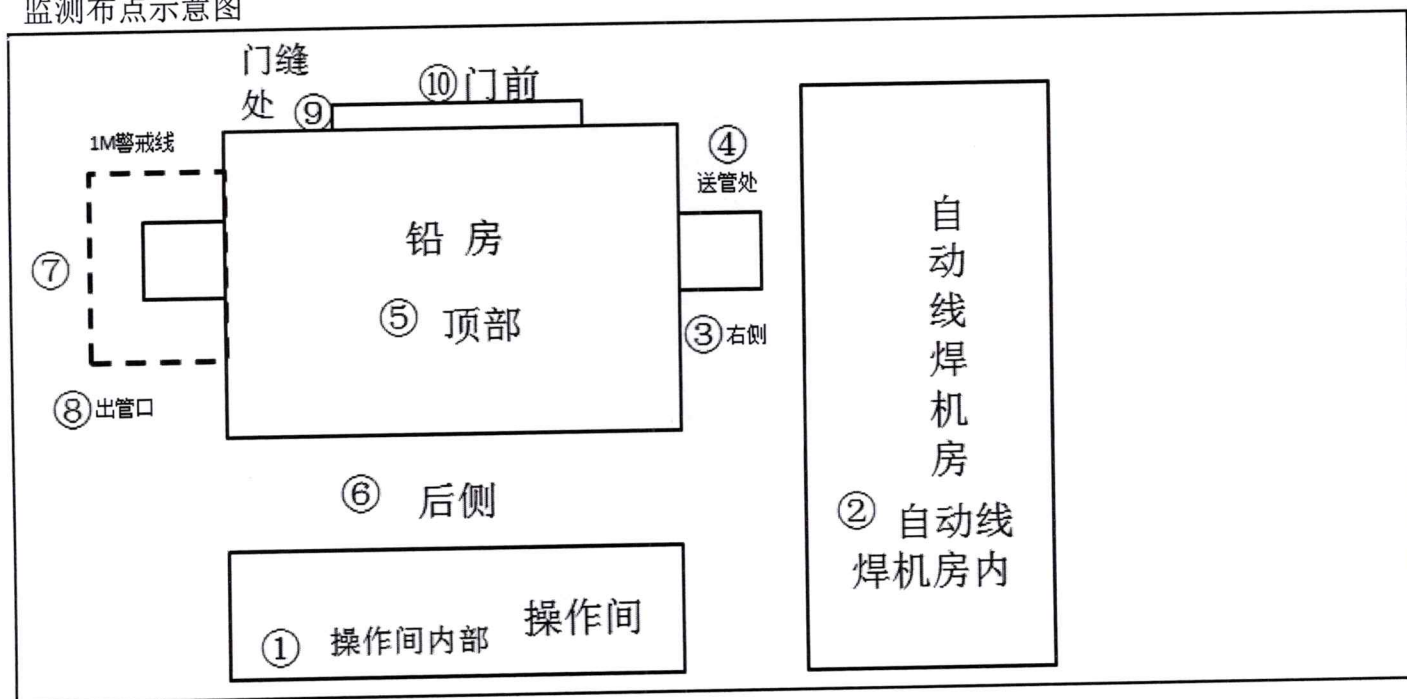 监测布点示意图
门缝
处 ⑨
⑩门前
1M警戒线
④
送管处
铅 房
⑦
⑤ 顶部
③右侧
⑧出管口
⑥ 后侧
自动线焊机房
② 自动线
焊机房内
操作间
① 操作间内部